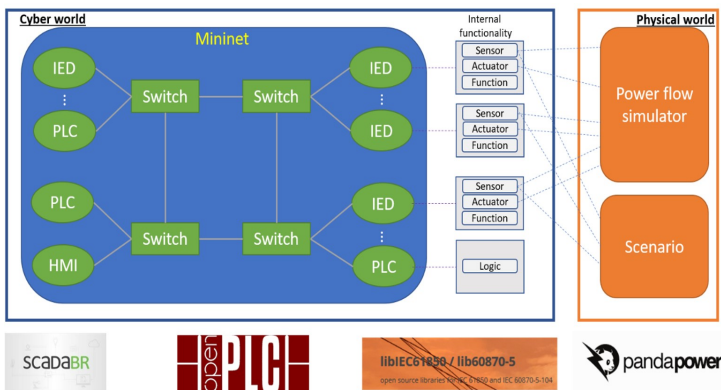 Cyber world
Internal
functionality
Physical world
Mininet
IED
PLC
Switch
Switch
IED
IED
Sensor
Actuator
Function
Sensor
Actuator
Function
Power flow
simulator
PLC
HMI
Switch
Switch
IED
PLC
Sensor
Actuator
Function
Logic
Scenario
SCADABR
open PLC
libIEC61850 / lib60870-5
open source libraries for IEC 61850 and IEC 60870-5-104
pandapower